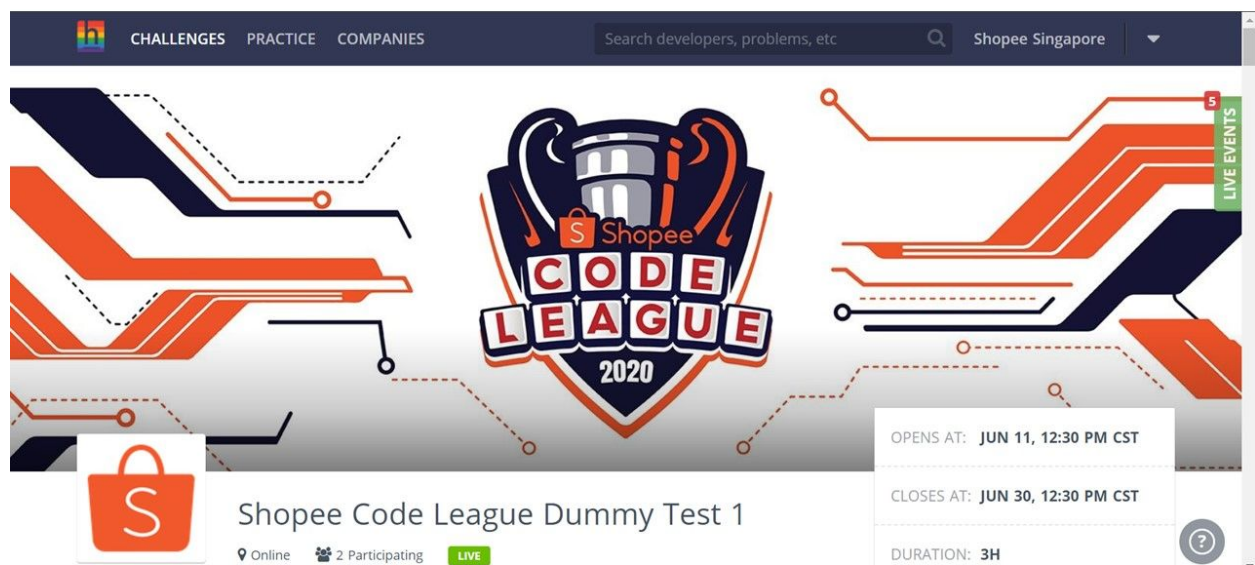 h CHALLENGES PRACTICE COMPANIES Search developers, problems, etc Shopee Singapore
5
LIVE EVENTS
S Shopee
CODE
LEAGUE
2020
OPENS AT: JUN 11, 12:30 PM CST
CLOSES AT: JUN 30, 12:30 PM CST
DURATION: 3H
S
Shopee Code League Dummy Test 1
Online 2 Participating LIVE
?